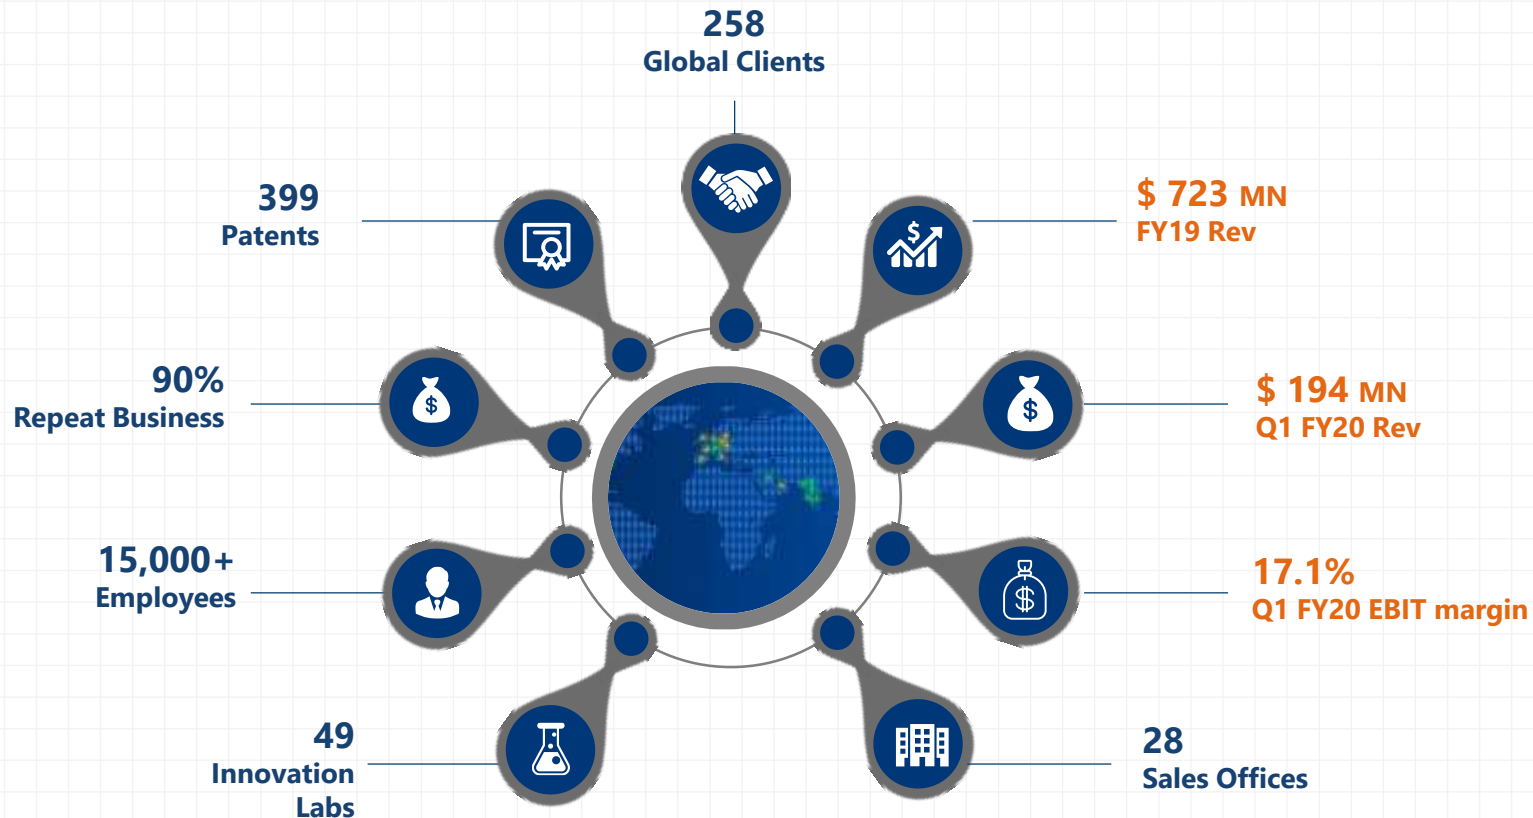 258
Global Clients
399
Patents
$ 723 MN
FY19 Rev
90%
Repeat Business
$ 194 MN
Q1 FY20 Rev
15,000+
Employees
17.1%
Q1 FY20 EBIT margin
49
Innovation
Labs
28
Sales Offices